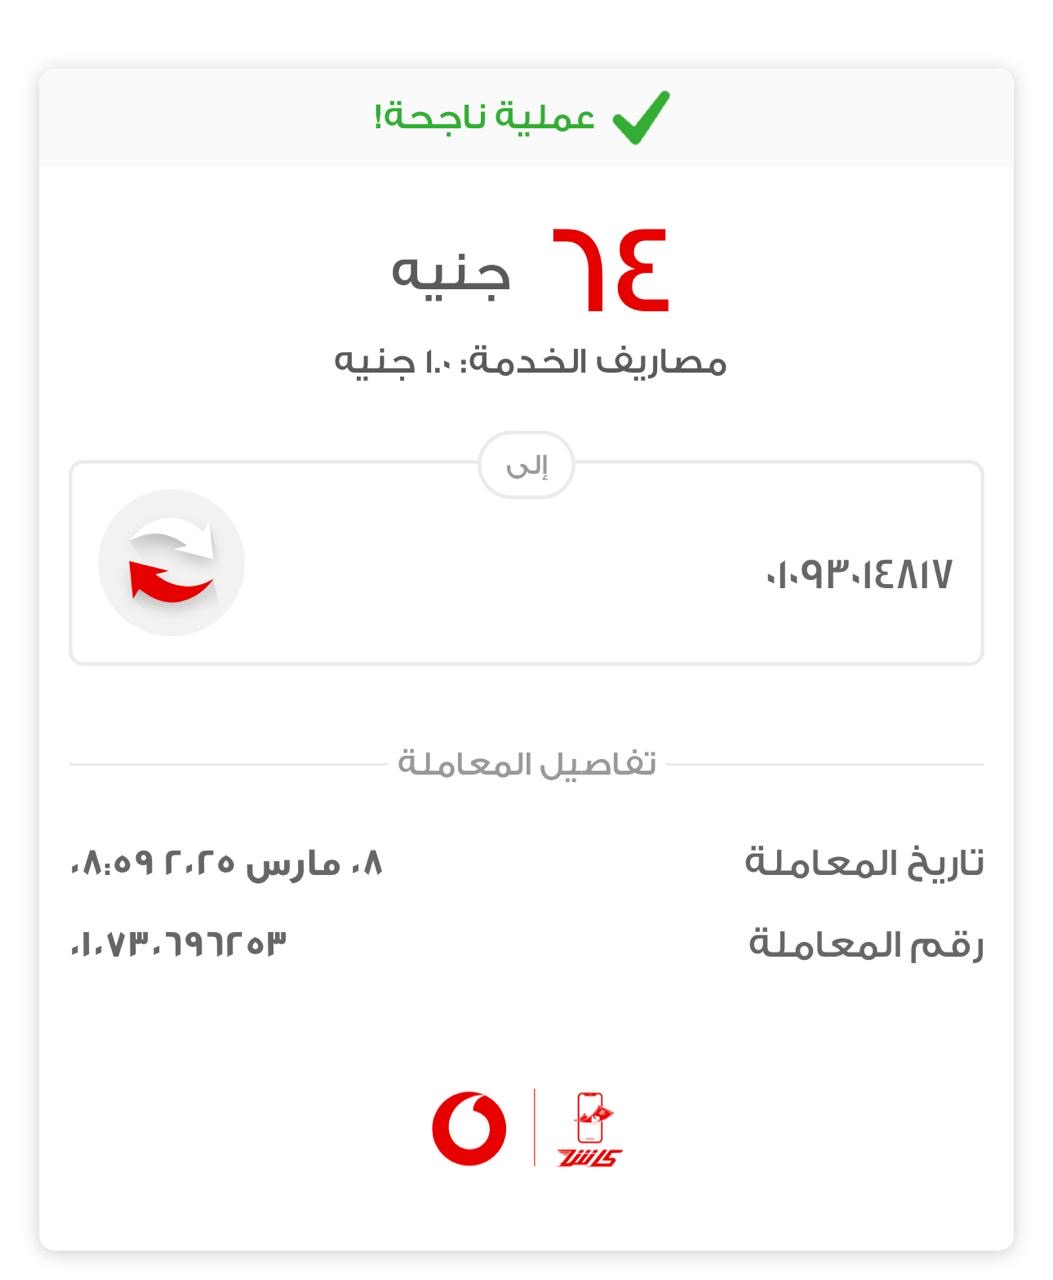 عملية ناجحة!
٦٤ جنيه
مصاريف الخدمة: ١.٠ جنيه
إلى
٠١٠٩٣٠١٤٨١٧
تفاصيل المعاملة
تاريخ المعاملة ٠٨ مارس ٢٠٢٥ ٠٨:٥٩
رقم المعاملة ٠١٠٧٣٠٦٩٦٢٥٣
كاش